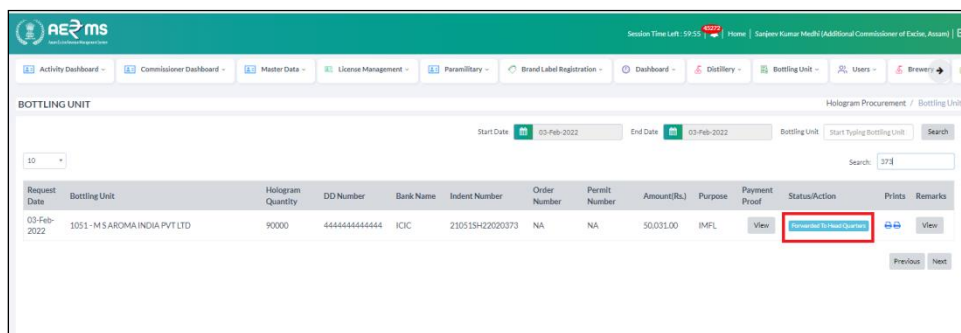 AERMS
Session Time Left : 59:55 45272 Home | Sanjeev Kumar Medhi (Additional Commissioner of Excise, Assam) |
Activity Dashboard Commissioner Dashboard Master Data License Management Paramilitary Brand Label Registration Dashboard Distillery Bottling Unit Users Brewery
BOTTLING UNIT Hologram Procurement / Bottling Unit
Start Date 03-Feb-2022 End Date 03-Feb-2022 Bottling Unit Start Typing Bottling Unit Search
10 Search: 373
Request Date Bottling Unit Hologram Quantity DD Number Bank Name Indent Number Order Number Permit Number Amount(Rs.) Purpose Payment Proof Status/Action Prints Remarks
03-Feb-2022 1051 - M S AROMA INDIA PVT LTD 90000 4444444444444 ICIC 21051SH22020373 NA NA 50,031.00 IMFL View Forwarded To Head Quarters View
Previous Next